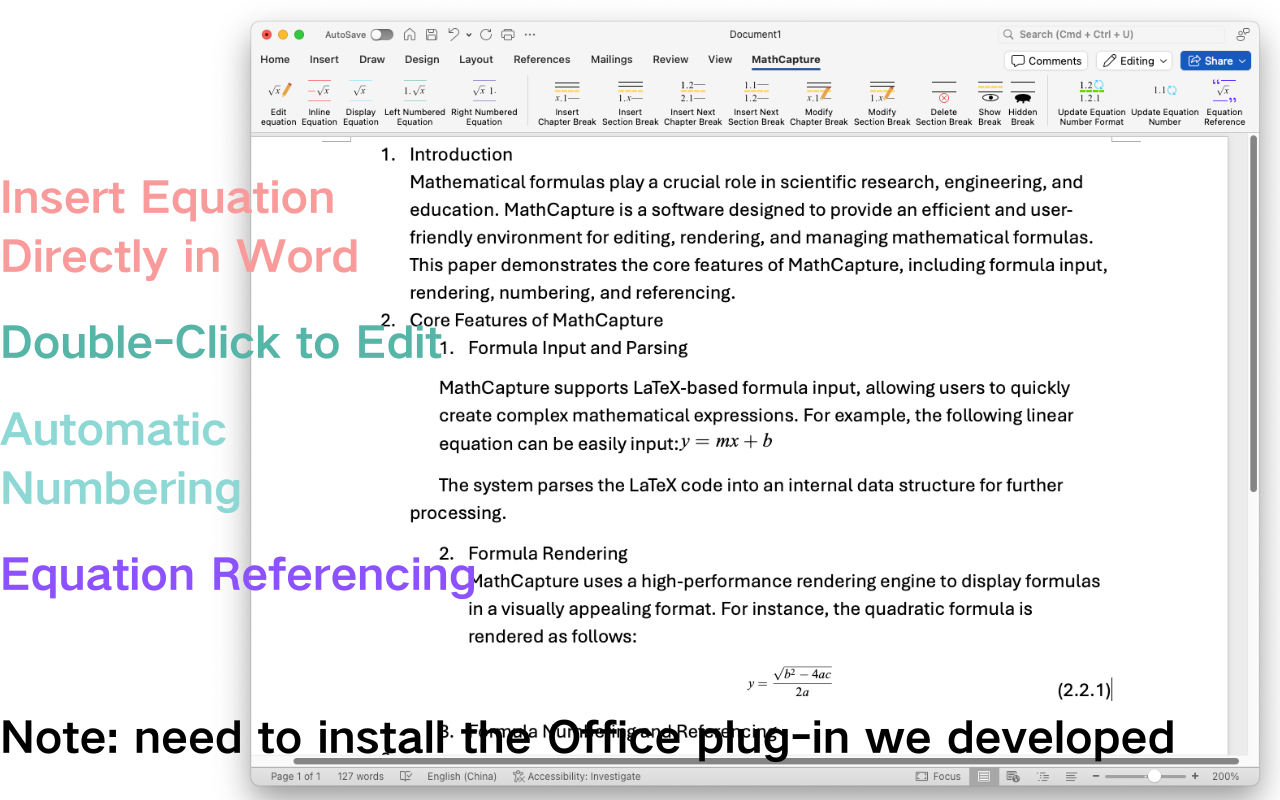 AutoSave
Document1
Search (Cmd + Ctrl + U)
Home Insert Draw Design Layout References Mailings Review View MathCapture
Comments Editing Share
Edit equation
Inline Equation
Display Equation
Left Numbered Equation
Right Numbered Equation
Insert Chapter Break
Insert Section Break
Insert Next Chapter Break
Insert Next Section Break
Modify Chapter Break
Modify Section Break
Delete Section Break
Show Break
Hidden Break
Update Equation Number Format
Update Equation Number
Equation Reference
Insert Equation
Directly in Word
Double-Click to Edit
Automatic
Numbering
Equation Referencing
1. Introduction
Mathematical formulas play a crucial role in scientific research, engineering, and
education. MathCapture is a software designed to provide an efficient and user-
friendly environment for editing, rendering, and managing mathematical formulas.
This paper demonstrates the core features of MathCapture, including formula input,
rendering, numbering, and referencing.
2. Core Features of MathCapture
1. Formula Input and Parsing
MathCapture supports LaTeX-based formula input, allowing users to quickly
create complex mathematical expressions. For example, the following linear
equation can be easily input:y = mx + b
The system parses the LaTeX code into an internal data structure for further
processing.
2. Formula Rendering
MathCapture uses a high-performance rendering engine to display formulas
in a visually appealing format. For instance, the quadratic formula is
rendered as follows:
y = √(b² − 4ac) / 2a (2.2.1)
3. Formula Numbering and Referencing
Note: need to install the Office plug-in we developed
Page 1 of 1 127 words English (China) Accessibility: Investigate Focus 200%